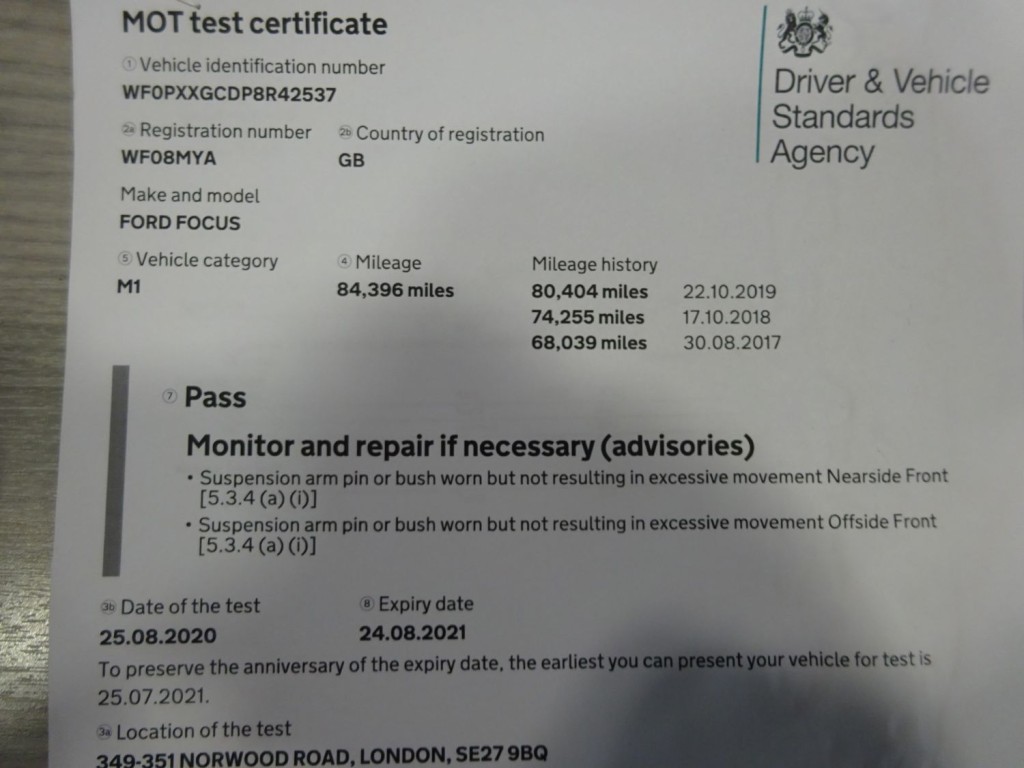 MOT test certificate
Driver & Vehicle
Standards
Agency
1 Vehicle identification number
WF0PXXGCDP8R42537
2a Registration number 2b Country of registration
WF08MYA GB
Make and model
FORD FOCUS
5 Vehicle category 4 Mileage Mileage history
M1 84,396 miles 80,404 miles 22.10.2019
74,255 miles 17.10.2018
68,039 miles 30.08.2017
7 Pass
Monitor and repair if necessary (advisories)
• Suspension arm pin or bush worn but not resulting in excessive movement Nearside Front
[5.3.4 (a) (i)]
• Suspension arm pin or bush worn but not resulting in excessive movement Offside Front
[5.3.4 (a) (i)]
3b Date of the test 8 Expiry date
25.08.2020 24.08.2021
To preserve the anniversary of the expiry date, the earliest you can present your vehicle for test is
25.07.2021.
3a Location of the test
349-351 NORWOOD ROAD, LONDON, SE27 9BQ